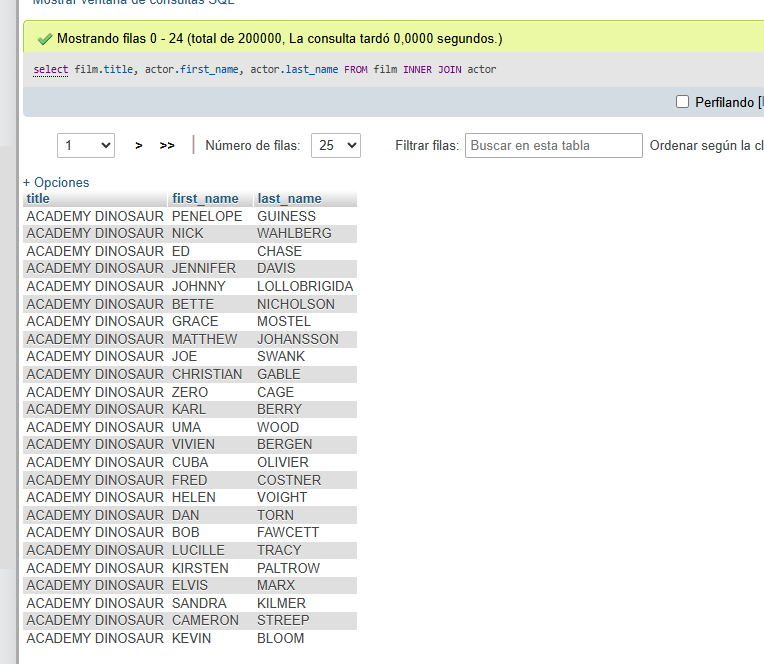 Mostrar ventana de consultas SQL
Mostrando filas 0 - 24 (total de 200000, La consulta tardó 0,0000 segundos.)
select film.title, actor.first_name, actor.last_name FROM film INNER JOIN actor
Perfilando [
1 > >> | Número de filas: 25 Filtrar filas: Buscar en esta tabla Ordenar según la cl
+ Opciones
title first_name last_name
ACADEMY DINOSAUR PENELOPE GUINESS
ACADEMY DINOSAUR NICK WAHLBERG
ACADEMY DINOSAUR ED CHASE
ACADEMY DINOSAUR JENNIFER DAVIS
ACADEMY DINOSAUR JOHNNY LOLLOBRIGIDA
ACADEMY DINOSAUR BETTE NICHOLSON
ACADEMY DINOSAUR GRACE MOSTEL
ACADEMY DINOSAUR MATTHEW JOHANSSON
ACADEMY DINOSAUR JOE SWANK
ACADEMY DINOSAUR CHRISTIAN GABLE
ACADEMY DINOSAUR ZERO CAGE
ACADEMY DINOSAUR KARL BERRY
ACADEMY DINOSAUR UMA WOOD
ACADEMY DINOSAUR VIVIEN BERGEN
ACADEMY DINOSAUR CUBA OLIVIER
ACADEMY DINOSAUR FRED COSTNER
ACADEMY DINOSAUR HELEN VOIGHT
ACADEMY DINOSAUR DAN TORN
ACADEMY DINOSAUR BOB FAWCETT
ACADEMY DINOSAUR LUCILLE TRACY
ACADEMY DINOSAUR KIRSTEN PALTROW
ACADEMY DINOSAUR ELVIS MARX
ACADEMY DINOSAUR SANDRA KILMER
ACADEMY DINOSAUR CAMERON STREEP
ACADEMY DINOSAUR KEVIN BLOOM